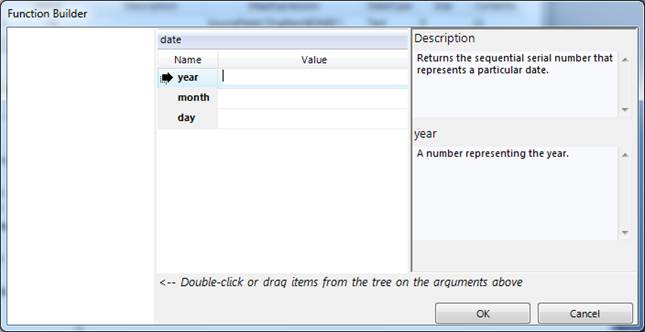 Function Builder
date
Name Value
year
month
day
Description
Returns the sequential serial number that
represents a particular date.
year
A number representing the year.
<-- Double-click or drag items from the tree on the arguments above
OK Cancel